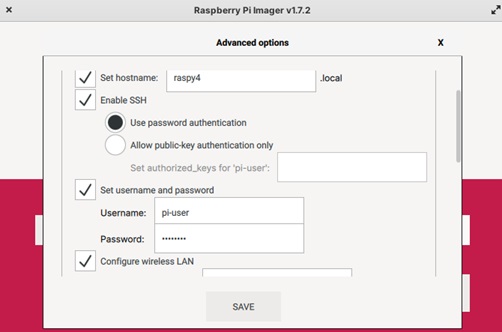 Raspberry Pi Imager v1.7.2
Advanced options
X
Set hostname: raspy4 .local
Enable SSH
Use password authentication
Allow public-key authentication only
Set authorized_keys for 'pi-user':
Set username and password
Username: pi-user
Password: ••••••••
Configure wireless LAN
SAVE